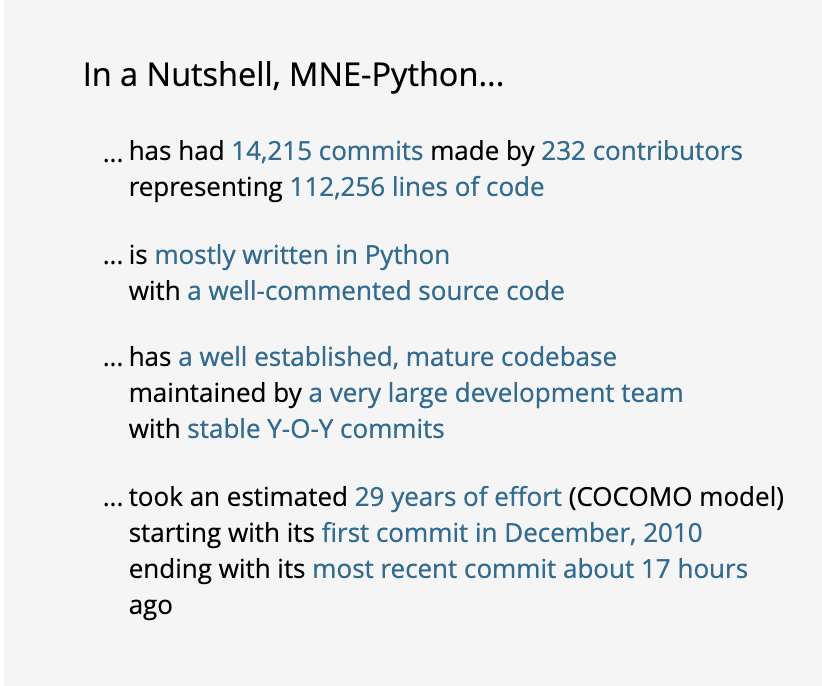 In a Nutshell, MNE-Python...
... has had 14,215 commits made by 232 contributors
representing 112,256 lines of code
... is mostly written in Python
with a well-commented source code
... has a well established, mature codebase
maintained by a very large development team
with stable Y-O-Y commits
... took an estimated 29 years of effort (COCOMO model)
starting with its first commit in December, 2010
ending with its most recent commit about 17 hours
ago